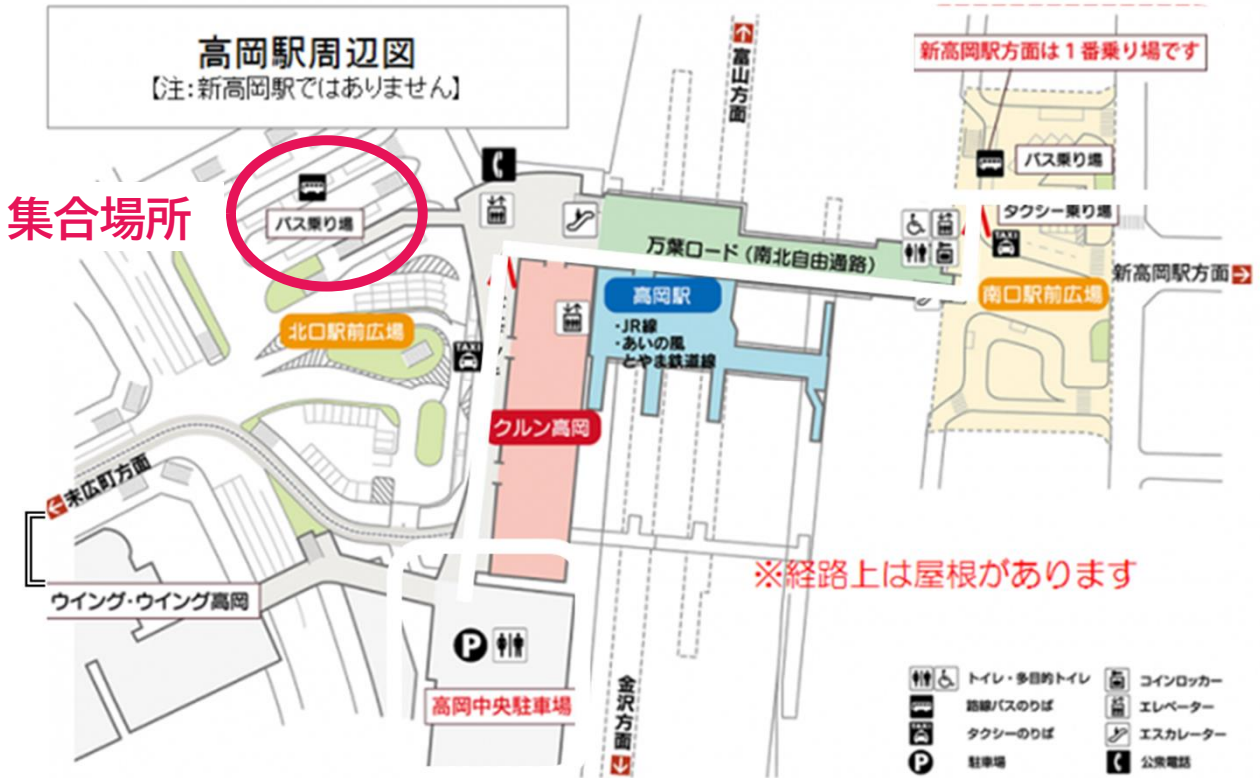 高岡駅周辺図
【注:新高岡駅ではありません】
新高岡駅方面は1番乗り場です
富山方面
集合場所
バス乗り場
バス乗り場
タクシー乗り場
TAXI
万葉ロード（南北自由通路）
新高岡駅方面
高岡駅
・JR線
・あいの風
とやま鉄道線
南口駅前広場
北口駅前広場
TAXI
クルン高岡
末広町方面
※経路上は屋根があります
ウイング・ウイング高岡
P
高岡中央駐車場
金沢方面
トイレ・多目的トイレ
コインロッカー
路線バスのりば
エレベーター
TAXI
タクシーのりば
エスカレーター
P
駐車場
公衆電話